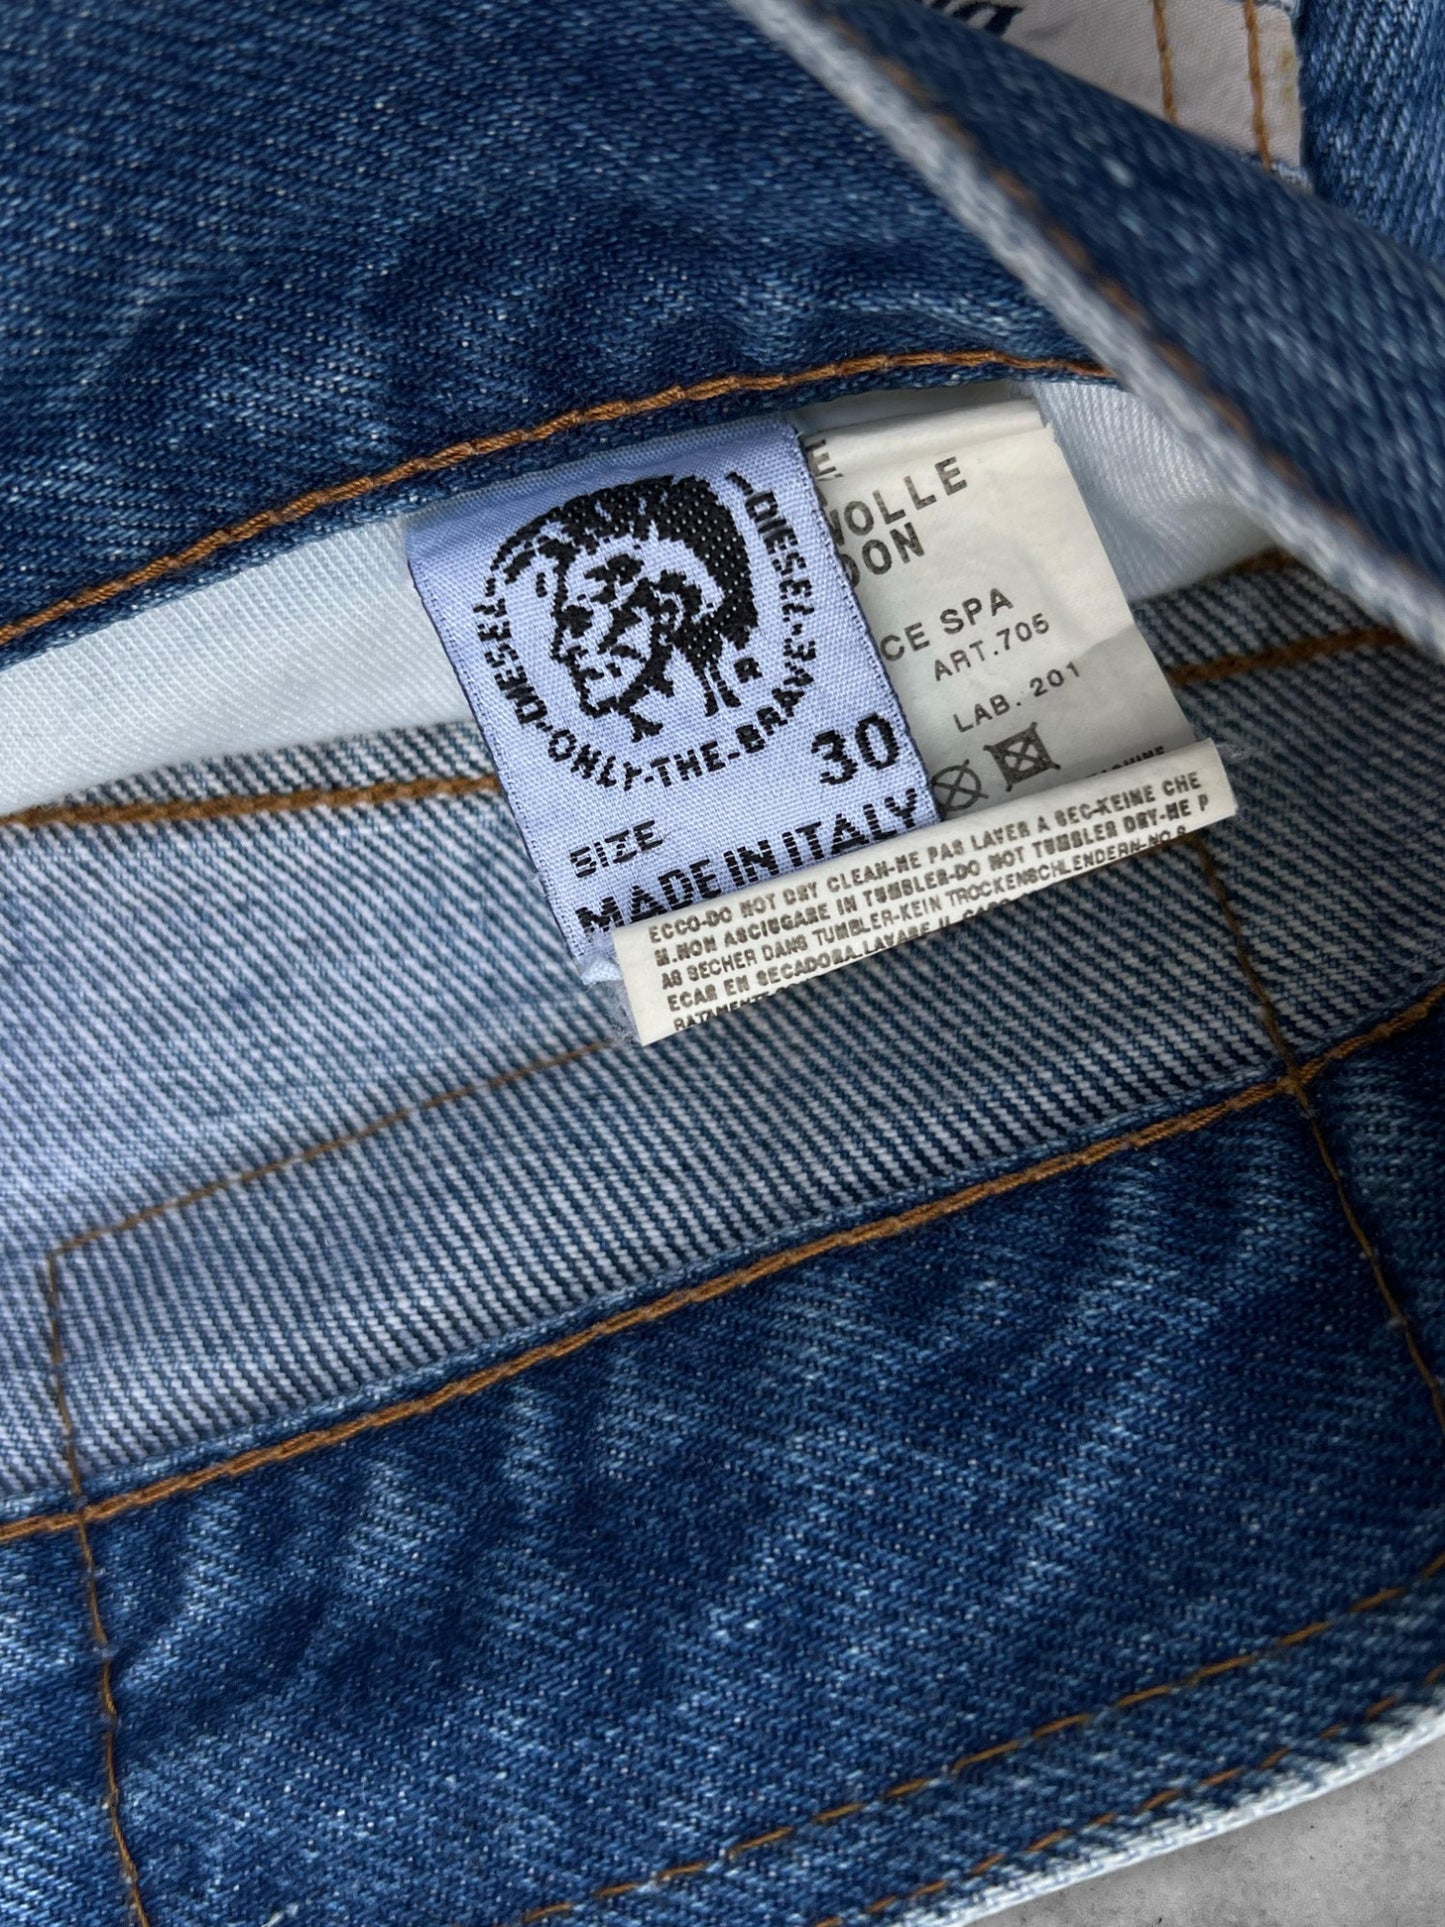 DIESEL·ONLY·THE·BRAVE·DIESEL
R
SIZE 30
MADE IN ITALY
E,
WOLLE
CE SPA
ART.705
LAB. 201
ECCO-DO NOT DRY CLEAN-NE PAS LAVER A SEC-KEINE CHE
M.NON ASCIUGARE IN TUMBLER-DO NOT TUMBLER DRY-NE P
AS SECHER DANS TUMBLER-KEIN TROCKENSCHLENDERN-NO S
ECAR EN SECADORA.LAVARE IL CAPO
RATAMENTE